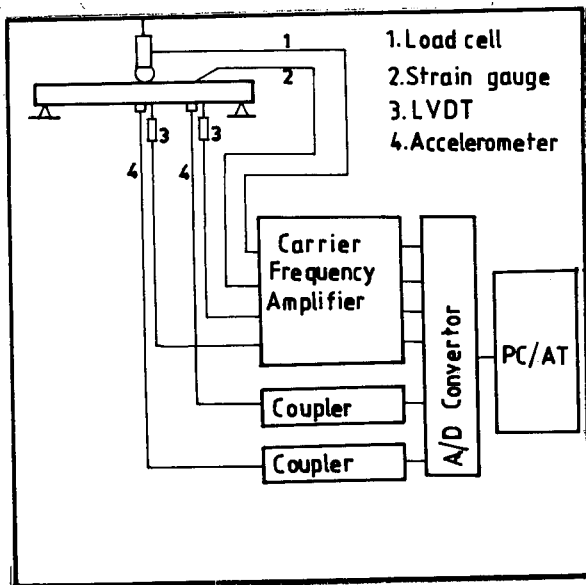 1
2
1.Load cell
2.Strain gauge
3.LVDT
4.Accelerometer
3
3
4
4
Carrier
Frequency
Amplifier
Coupler
Coupler
A/D Convertor
PC/AT